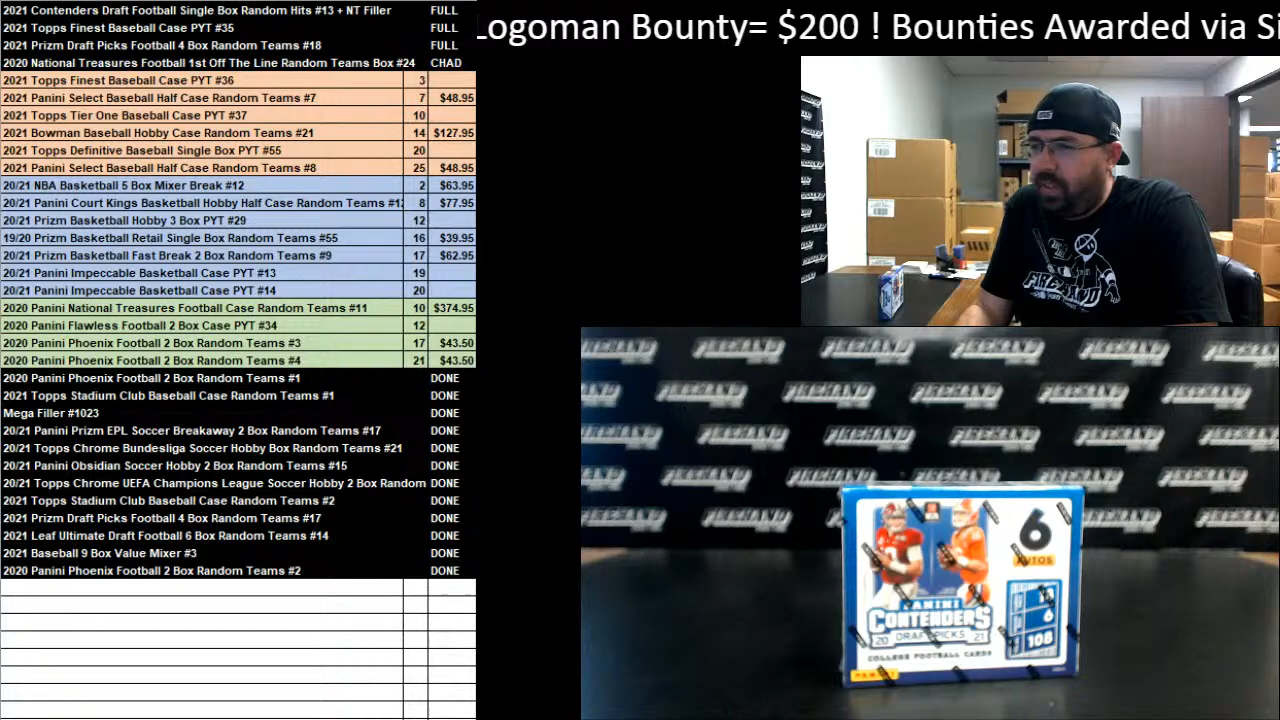 2021 Contenders Draft Football Single Box Random Hits #13 + NT Filler FULL
2021 Topps Finest Baseball Case PYT #35 FULL
2021 Prizm Draft Picks Football 4 Box Random Teams #18 FULL
2020 National Treasures Football 1st Off The Line Random Teams Box #24 CHAD
2021 Topps Finest Baseball Case PYT #36 3
2021 Panini Select Baseball Half Case Random Teams #7 7 $48.95
2021 Topps Tier One Baseball Case PYT #37 10
2021 Bowman Baseball Hobby Case Random Teams #21 14 $127.95
2021 Topps Definitive Baseball Single Box PYT #55 20
2021 Panini Select Baseball Half Case Random Teams #8 25 $48.95
20/21 NBA Basketball 5 Box Mixer Break #12 2 $63.95
20/21 Panini Court Kings Basketball Hobby Half Case Random Teams 8 $77.95
20/21 Prizm Basketball Hobby 3 Box PYT #29 12
19/20 Prizm Basketball Retail Single Box Random Teams #55 16 $39.95
20/21 Prizm Basketball Fast Break 2 Box Random Teams #9 17 $62.95
20/21 Panini Impeccable Basketball Case PYT #13 19
20/21 Panini Impeccable Basketball Case PYT #14 20
2020 Panini National Treasures Football Case Random Teams #11 10 $374.95
2020 Panini Flawless Football 2 Box Case PYT #34 12
2020 Panini Phoenix Football 2 Box Random Teams #3 17 $43.50
2020 Panini Phoenix Football 2 Box Random Teams #4 21 $43.50
2020 Panini Phoenix Football 2 Box Random Teams #1 DONE
2021 Topps Stadium Club Baseball Case Random Teams #1 DONE
Mega Filler #1023 DONE
20/21 Panini Prizm EPL Soccer Breakaway 2 Box Random Teams #17 DONE
20/21 Topps Chrome Bundesliga Soccer Hobby Box Random Teams #21 DONE
20/21 Panini Obsidian Soccer Hobby 2 Box Random Teams #15 DONE
20/21 Topps Chrome UEFA Champions League Soccer Hobby 2 Box Random DONE
2021 Topps Stadium Club Baseball Case Random Teams #2 DONE
2021 Prizm Draft Picks Football 4 Box Random Teams #17 DONE
2021 Leaf Ultimate Draft Football 6 Box Random Teams #14 DONE
2021 Baseball 9 Box Value Mixer #3 DONE
2020 Panini Phoenix Football 2 Box Random Teams #2 DONE
Logoman Bounty= $200 ! Bounties Awarded via Si
FIREHAND
6
AUTOS
PANINI
CONTENDERS
20 DRAFT PICKS 21
COLLEGE FOOTBALL CARDS
PANINI
6
108